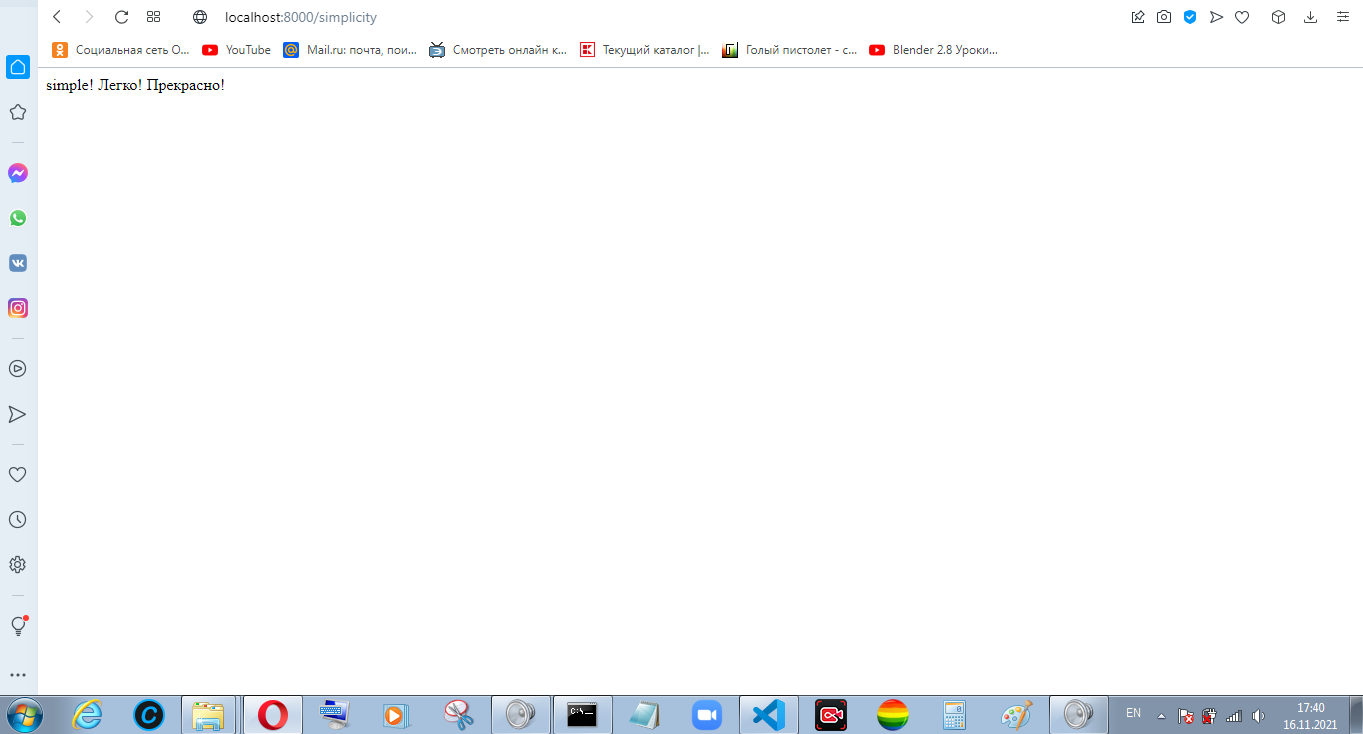 localhost:8000/simplicity
Социальная сеть О... YouTube Mail.ru: почта, пои... Смотреть онлайн к... Текущий каталог |... Голый пистолет - с... Blender 2.8 Уроки...
simple! Легко! Прекрасно!
EN
17:40
16.11.2021